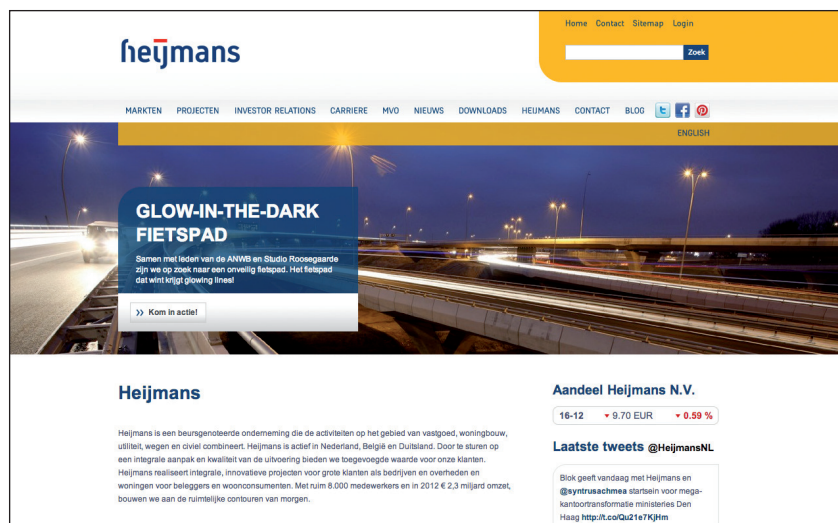 Home Contact Sitemap Login
heijmans
Zoek
MARKTEN PROJECTEN INVESTOR RELATIONS CARRIERE MVO NIEUWS DOWNLOADS HEIJMANS CONTACT BLOG
ENGLISH
GLOW-IN-THE-DARK
FIETSPAD
Samen met leden van de ANWB en Studio Roosegaarde
zijn we op zoek naar een onveilig fietspad. Het fietspad
dat wint krijgt glowing lines!
Kom in actie!
Heijmans
Heijmans is een beursgenoteerde onderneming die de activiteiten op het gebied van vastgoed, woningbouw,
utiliteit, wegen en civiel combineert. Heijmans is actief in Nederland, België en Duitsland. Door te sturen op
een integrale aanpak en kwaliteit van de uitvoering bieden we toegevoegde waarde voor onze klanten.
Heijmans realiseert integrale, innovatieve projecten voor grote klanten als bedrijven en overheden en
woningen voor beleggers en woonconsumenten. Met ruim 8.000 medewerkers en in 2012 € 2,3 miljard omzet,
bouwen we aan de ruimtelijke contouren van morgen.
Aandeel Heijmans N.V.
16-12 9.70 EUR 0.59 %
Laatste tweets @HeijmansNL
Blok geeft vandaag met Heijmans en
@syntrusachmea startsein voor mega-
kantoortransformatie ministeries Den
Haag http://t.co/Qu21e7KjHm